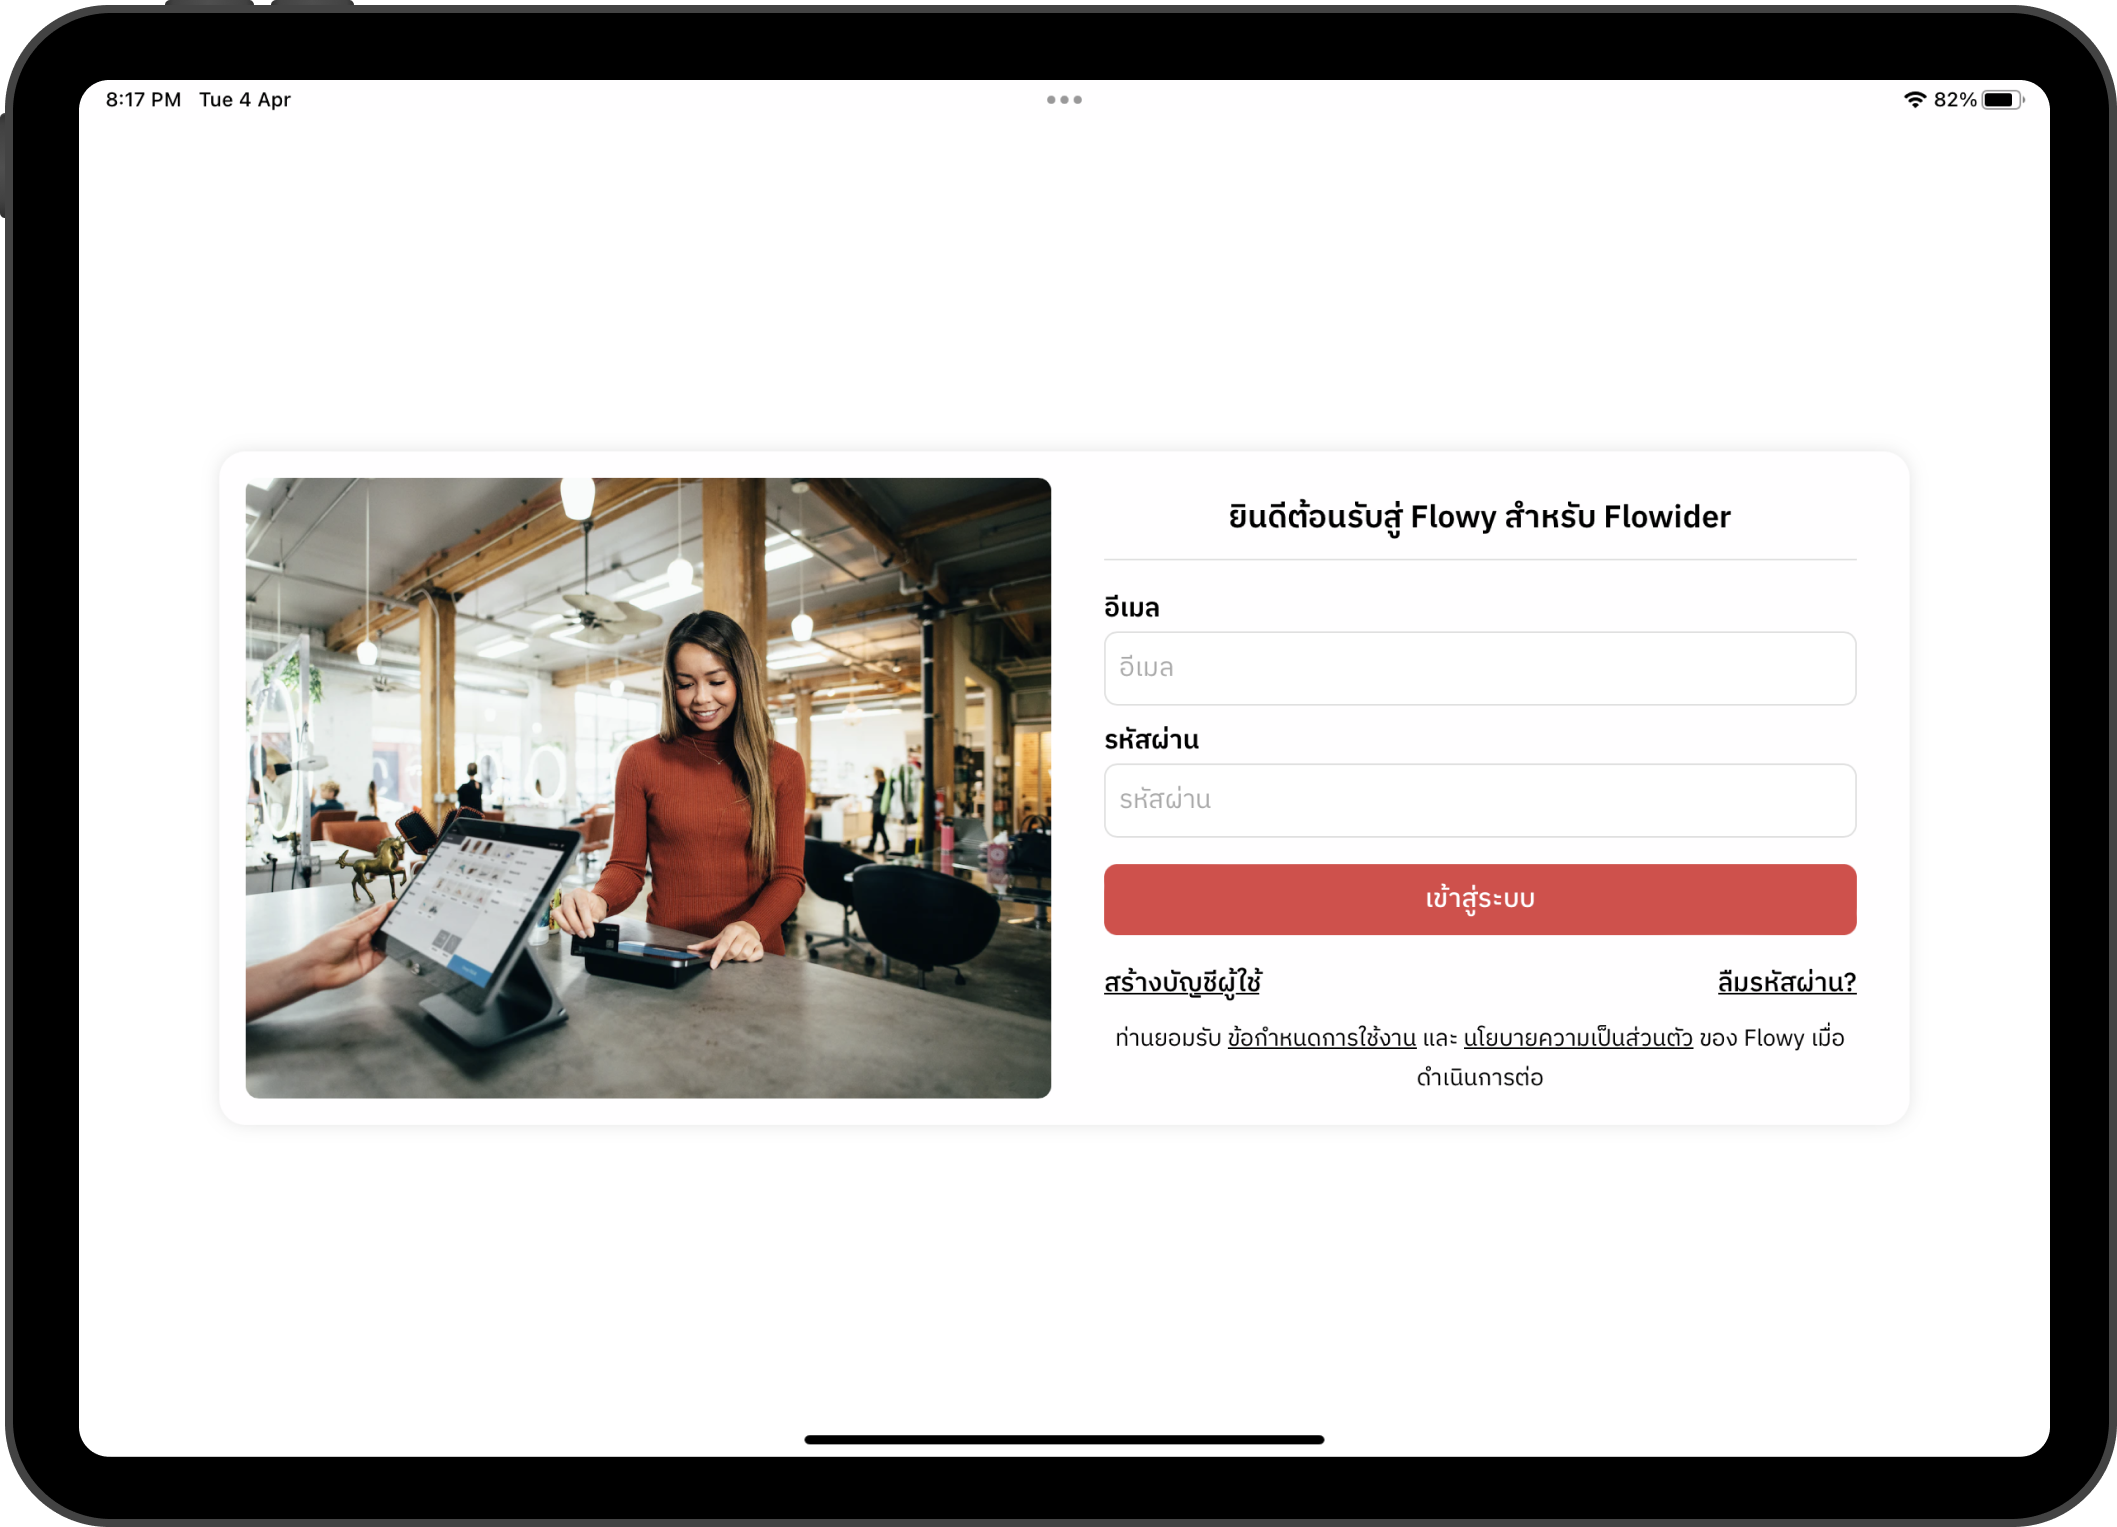 8:17 PM Tue 4 Apr
82%
ยินดีต้อนรับสู่ Flowy สำหรับ Flowider
อีเมล
อีเมล
รหัสผ่าน
รหัสผ่าน
เข้าสู่ระบบ
สร้างบัญชีผู้ใช้ ลืมรหัสผ่าน?
ท่านยอมรับ ข้อกำหนดการใช้งาน และ นโยบายความเป็นส่วนตัว ของ Flowy เมื่อ
ดำเนินการต่อ